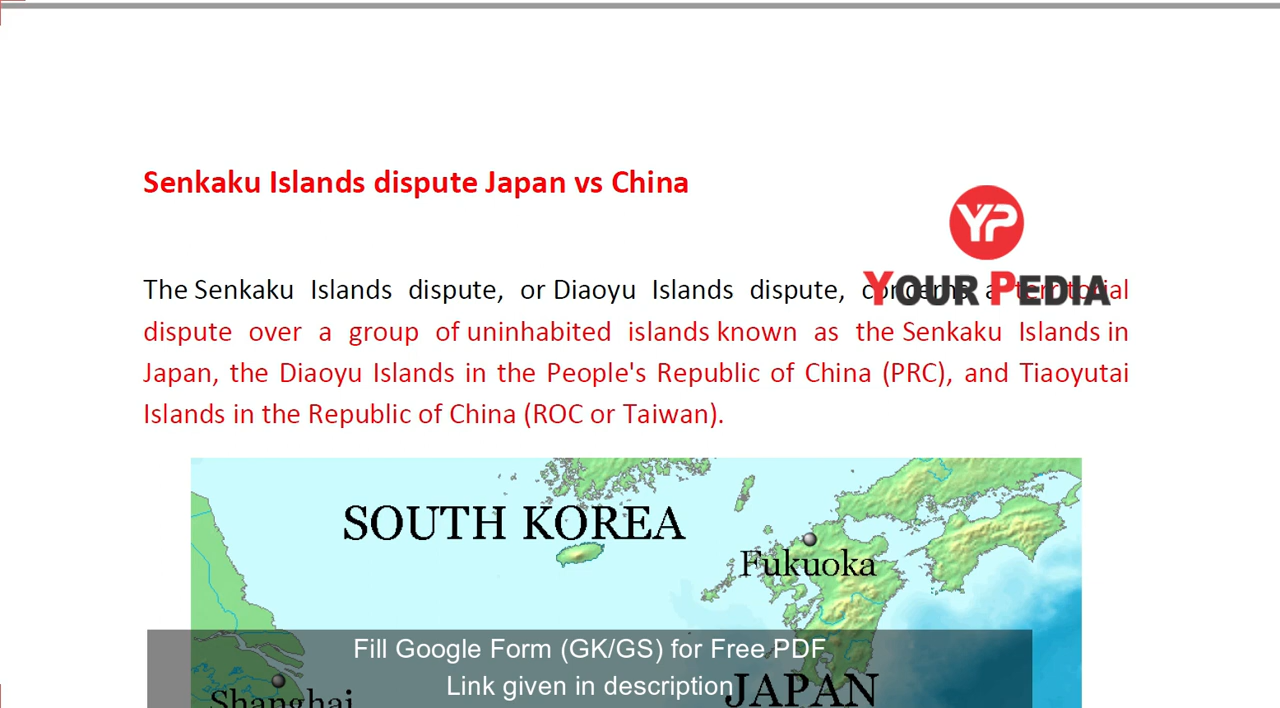 Senkaku Islands dispute Japan vs China
YP
YOUR PEDIA
The Senkaku Islands dispute, or Diaoyu Islands dispute, concerns a territorial
dispute over a group of uninhabited islands known as the Senkaku Islands in
Japan, the Diaoyu Islands in the People's Republic of China (PRC), and Tiaoyutai
Islands in the Republic of China (ROC or Taiwan).
SOUTH KOREA
Fukuoka
Fill Google Form (GK/GS) for Free PDF
Link given in description
JAPAN
Shanghai